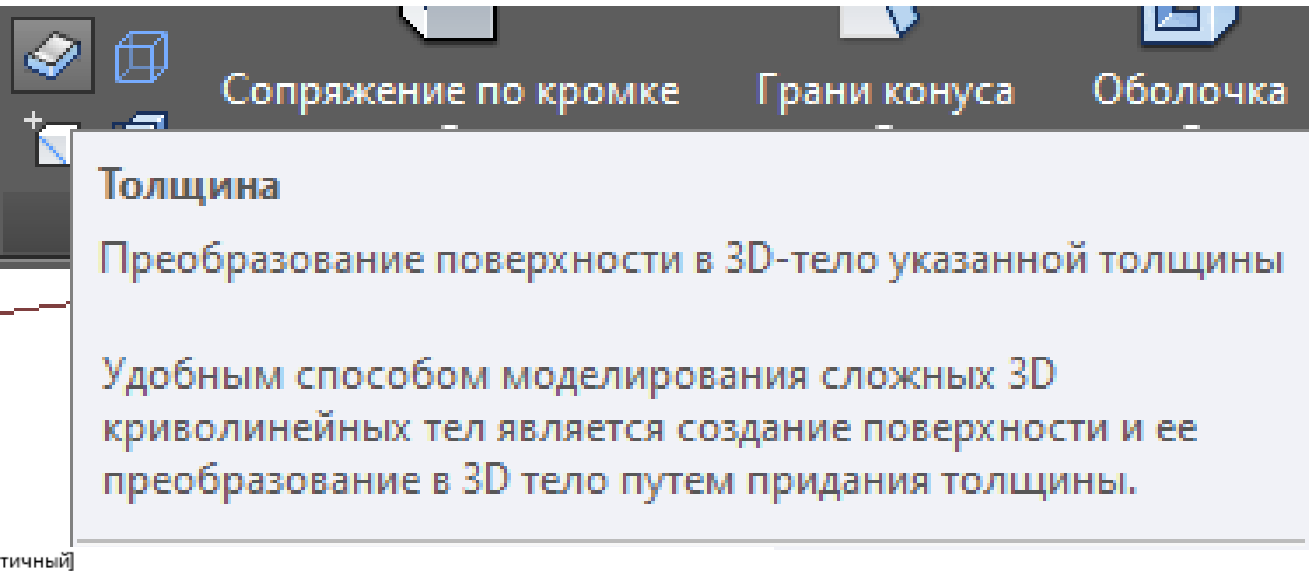 Сопряжение по кромке Грани конуса Оболочка
Толщина
Преобразование поверхности в 3D-тело указанной толщины
Удобным способом моделирования сложных 3D
криволинейных тел является создание поверхности и ее
преобразование в 3D тело путем придания толщины.
тичный]